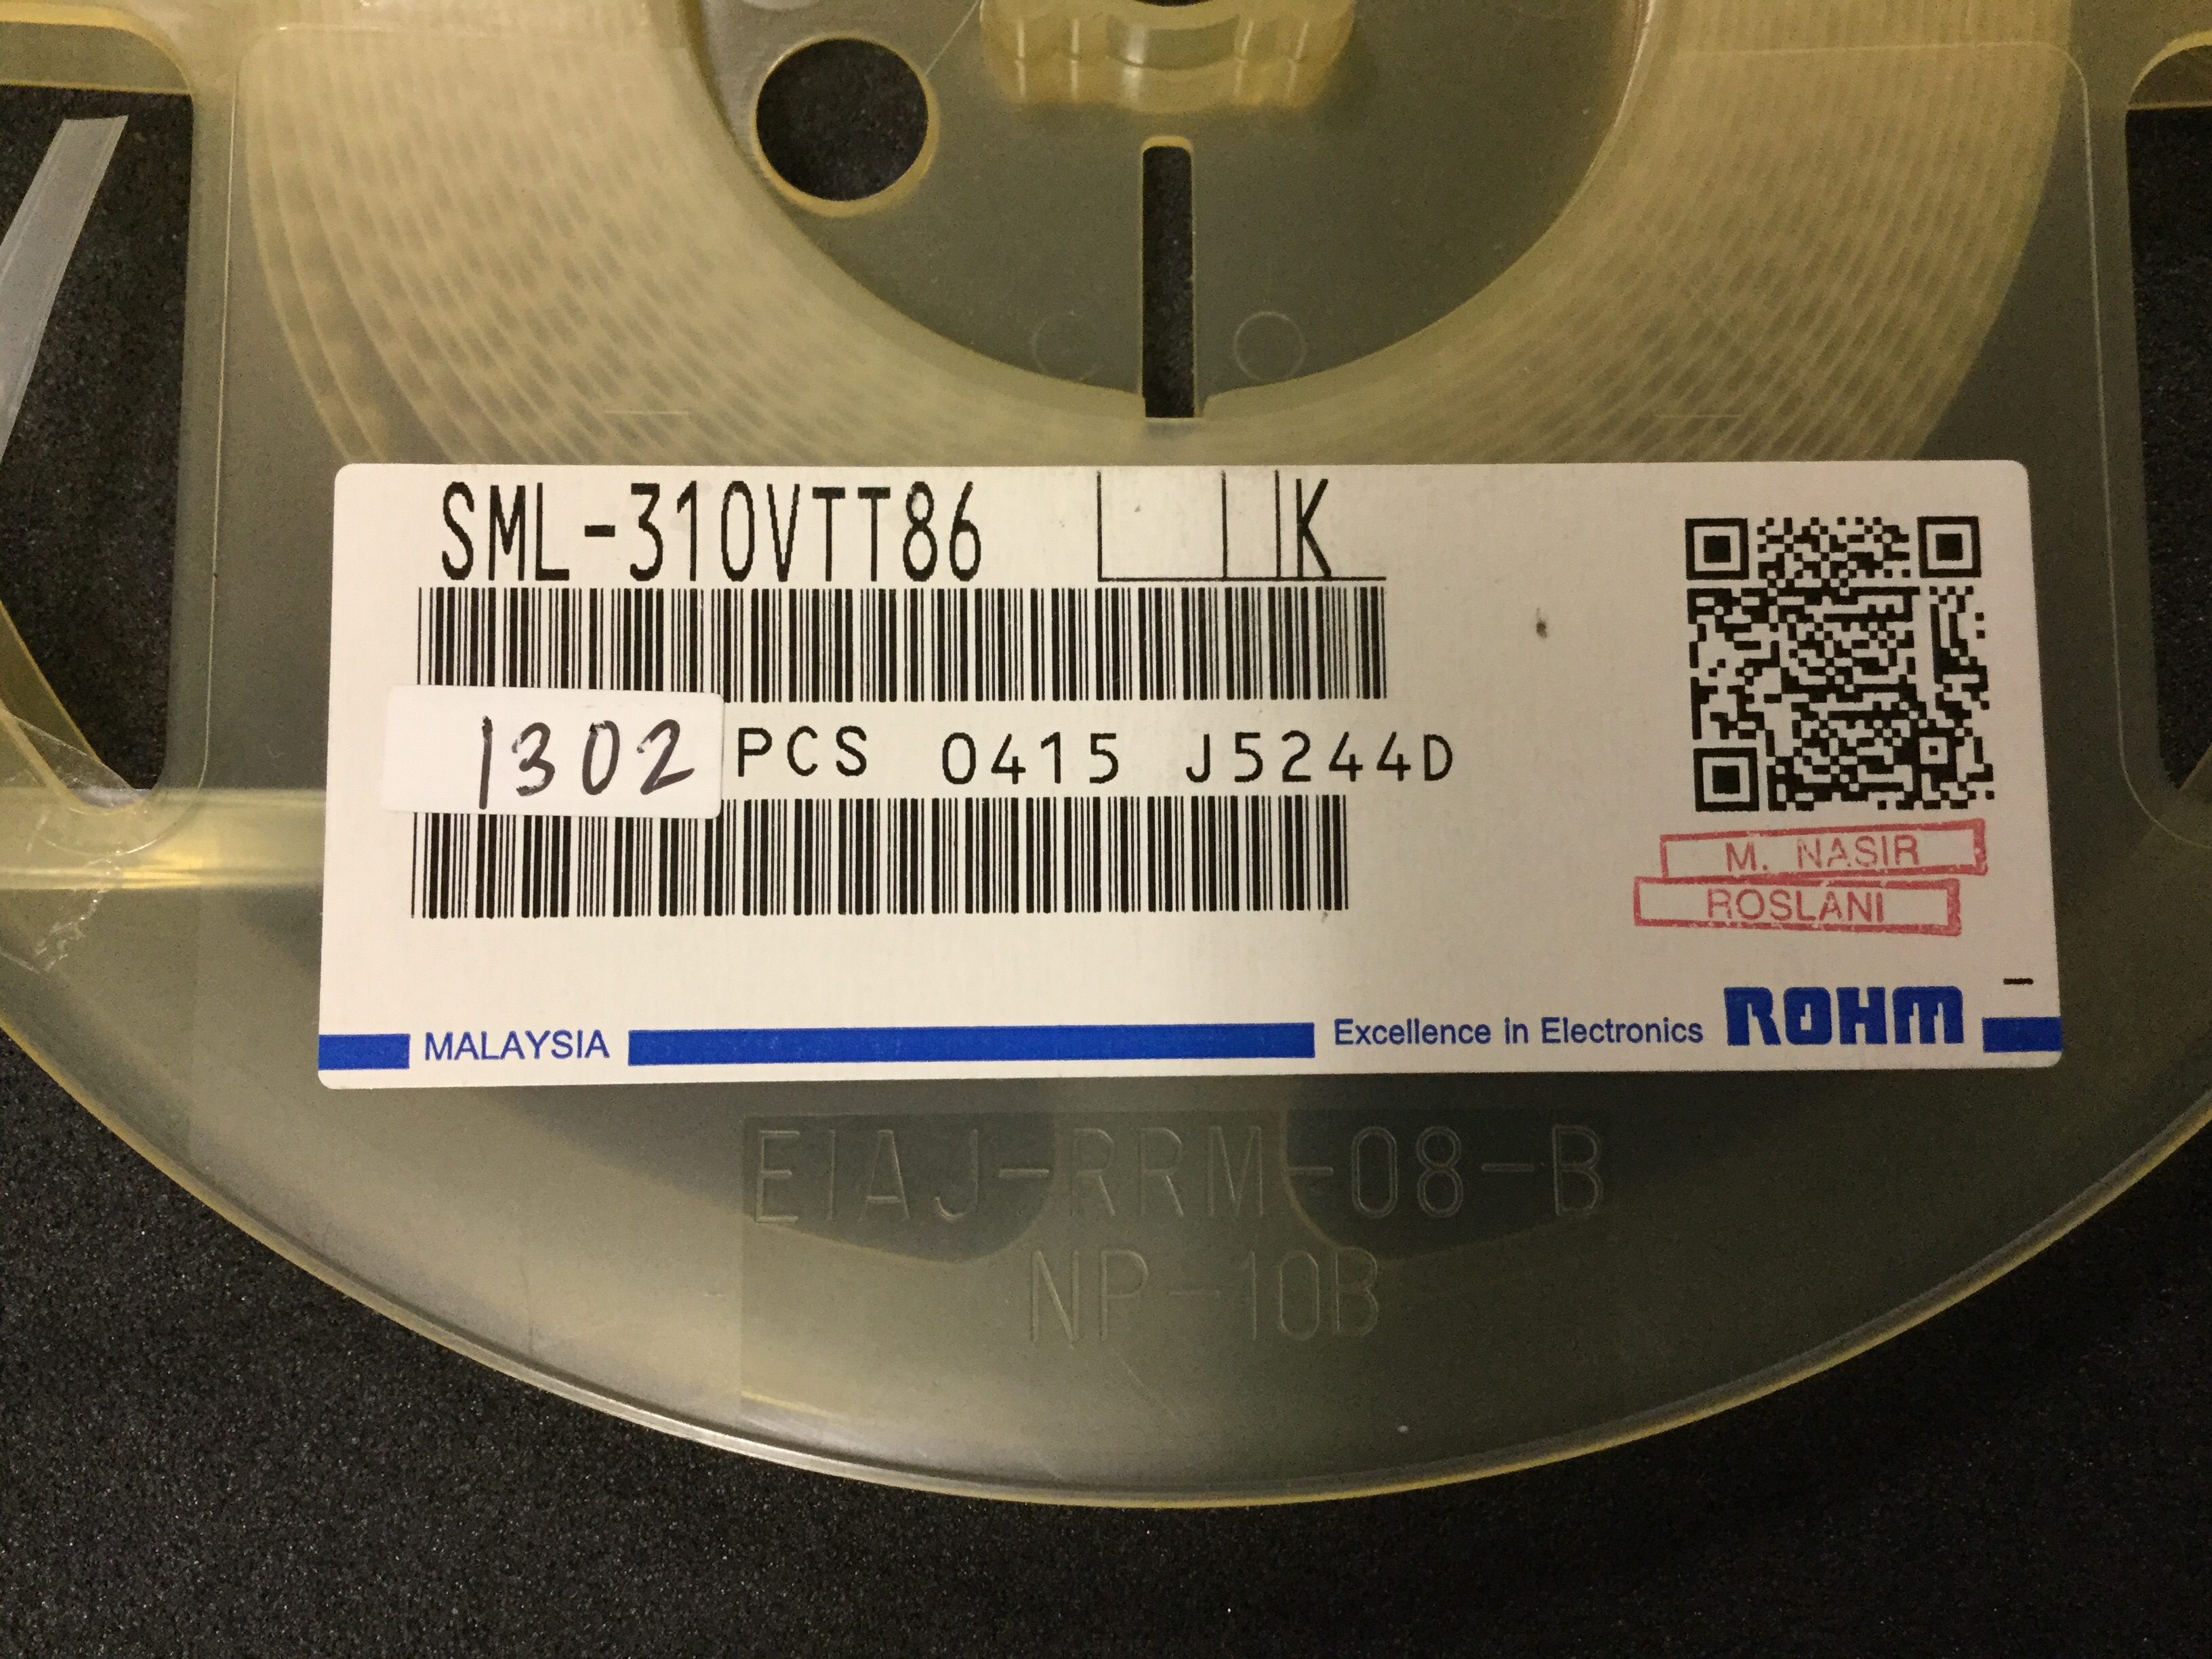 SML-310VTT86 K
1302 PCS 0415 J5244D
M. NASIR
ROSLANI
MALAYSIA Excellence in Electronics ROHM
EIAJ-RRM-08-B
NP-10B